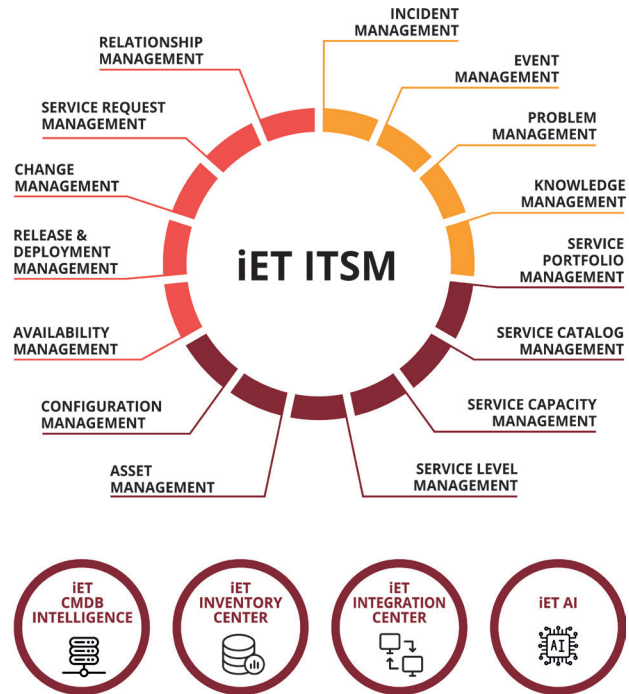 INCIDENT
MANAGEMENT
EVENT
MANAGEMENT
PROBLEM
MANAGEMENT
KNOWLEDGE
MANAGEMENT
SERVICE
PORTFOLIO
MANAGEMENT
SERVICE CATALOG
MANAGEMENT
SERVICE CAPACITY
MANAGEMENT
SERVICE LEVEL
MANAGEMENT
ASSET
MANAGEMENT
CONFIGURATION
MANAGEMENT
AVAILABILITY
MANAGEMENT
RELEASE &
DEPLOYMENT
MANAGEMENT
CHANGE
MANAGEMENT
SERVICE REQUEST
MANAGEMENT
RELATIONSHIP
MANAGEMENT
iET ITSM
iET
CMDB
INTELLIGENCE
iET
INVENTORY
CENTER
iET
INTEGRATION
CENTER
iET AI
AI